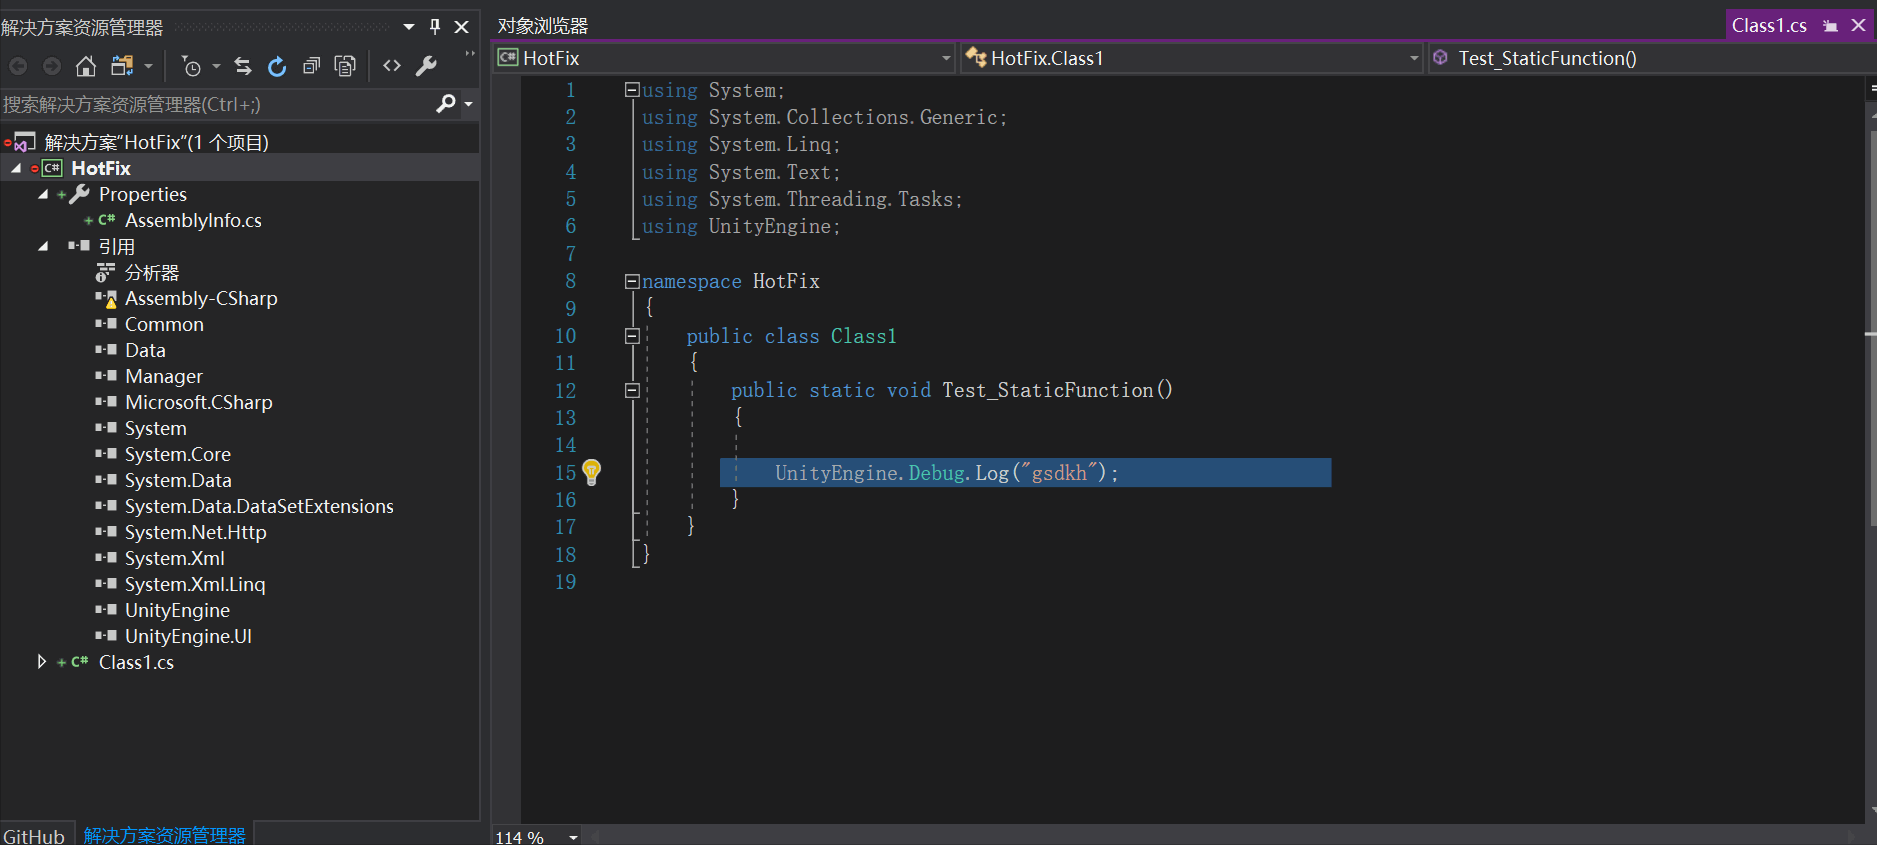 解决方案资源管理器
搜索解决方案资源管理器(Ctrl+;)
解决方案"HotFix"(1 个项目)
C# HotFix
Properties
C# AssemblyInfo.cs
引用
分析器
Assembly-CSharp
Common
Data
Manager
Microsoft.CSharp
System
System.Core
System.Data
System.Data.DataSetExtensions
System.Net.Http
System.Xml
System.Xml.Linq
UnityEngine
UnityEngine.UI
C# Class1.cs
GitHub 解决方案资源管理器
对象浏览器 Class1.cs
C# HotFix HotFix.Class1 Test_StaticFunction()
1 using System;
2 using System.Collections.Generic;
3 using System.Linq;
4 using System.Text;
5 using System.Threading.Tasks;
6 using UnityEngine;
7
8 namespace HotFix
9 {
10 public class Class1
11 {
12 public static void Test_StaticFunction()
13 {
14
15 UnityEngine.Debug.Log("gsdkh");
16 }
17 }
18 }
19
114 %